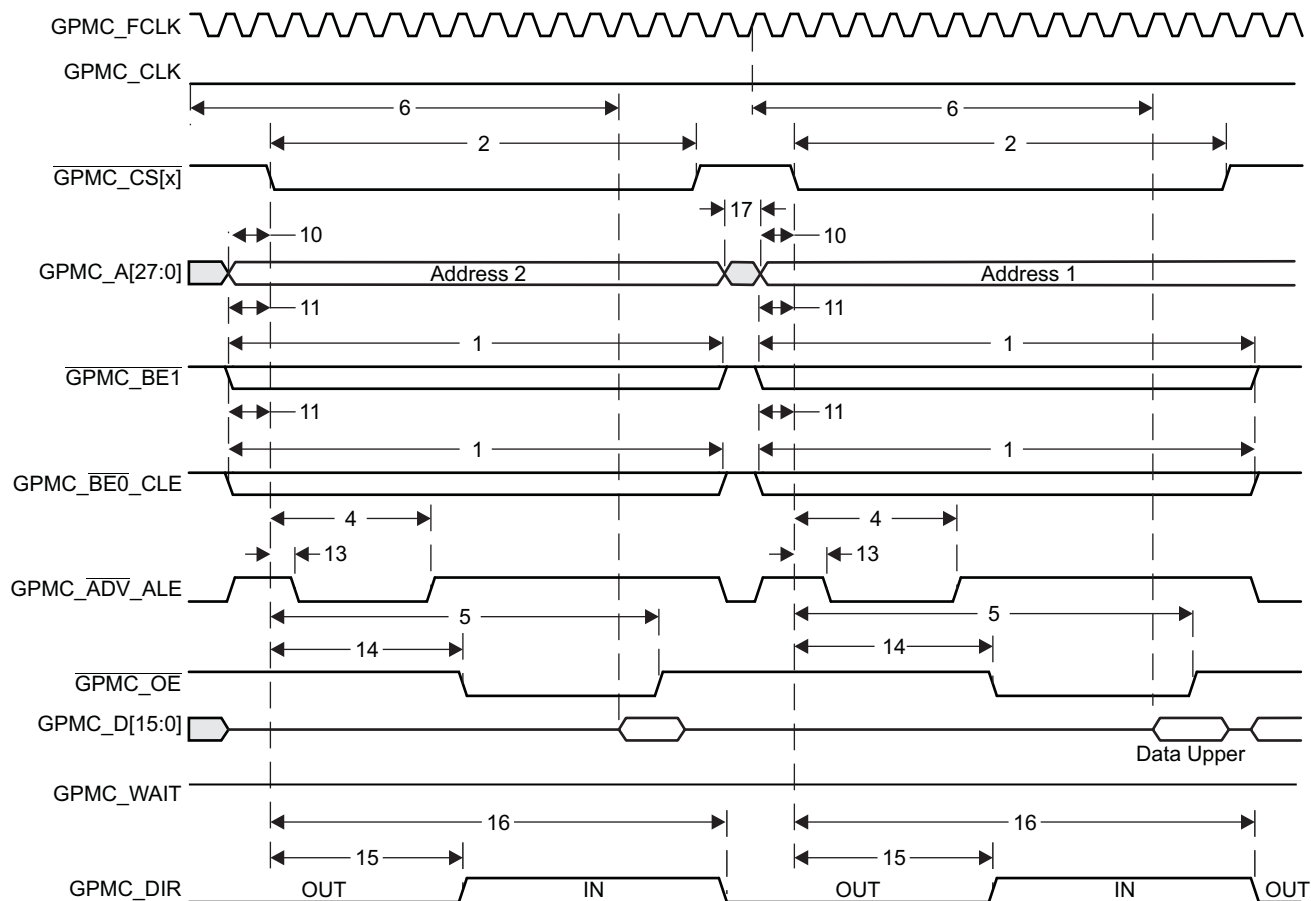 GPMC_FCLK
GPMC_CLK
6 6
2 2
GPMC_CS[x]
17
10 10
GPMC_A[27:0] Address 2 Address 1
11 11
1 1
GPMC_BE1
11 11
1 1
GPMC_BE0_CLE
4 4
13 13
GPMC_ADV_ALE
5 5
14 14
GPMC_OE
GPMC_D[15:0]
Data Upper
GPMC_WAIT
16 16
15 15
GPMC_DIR OUT IN OUT IN OUT